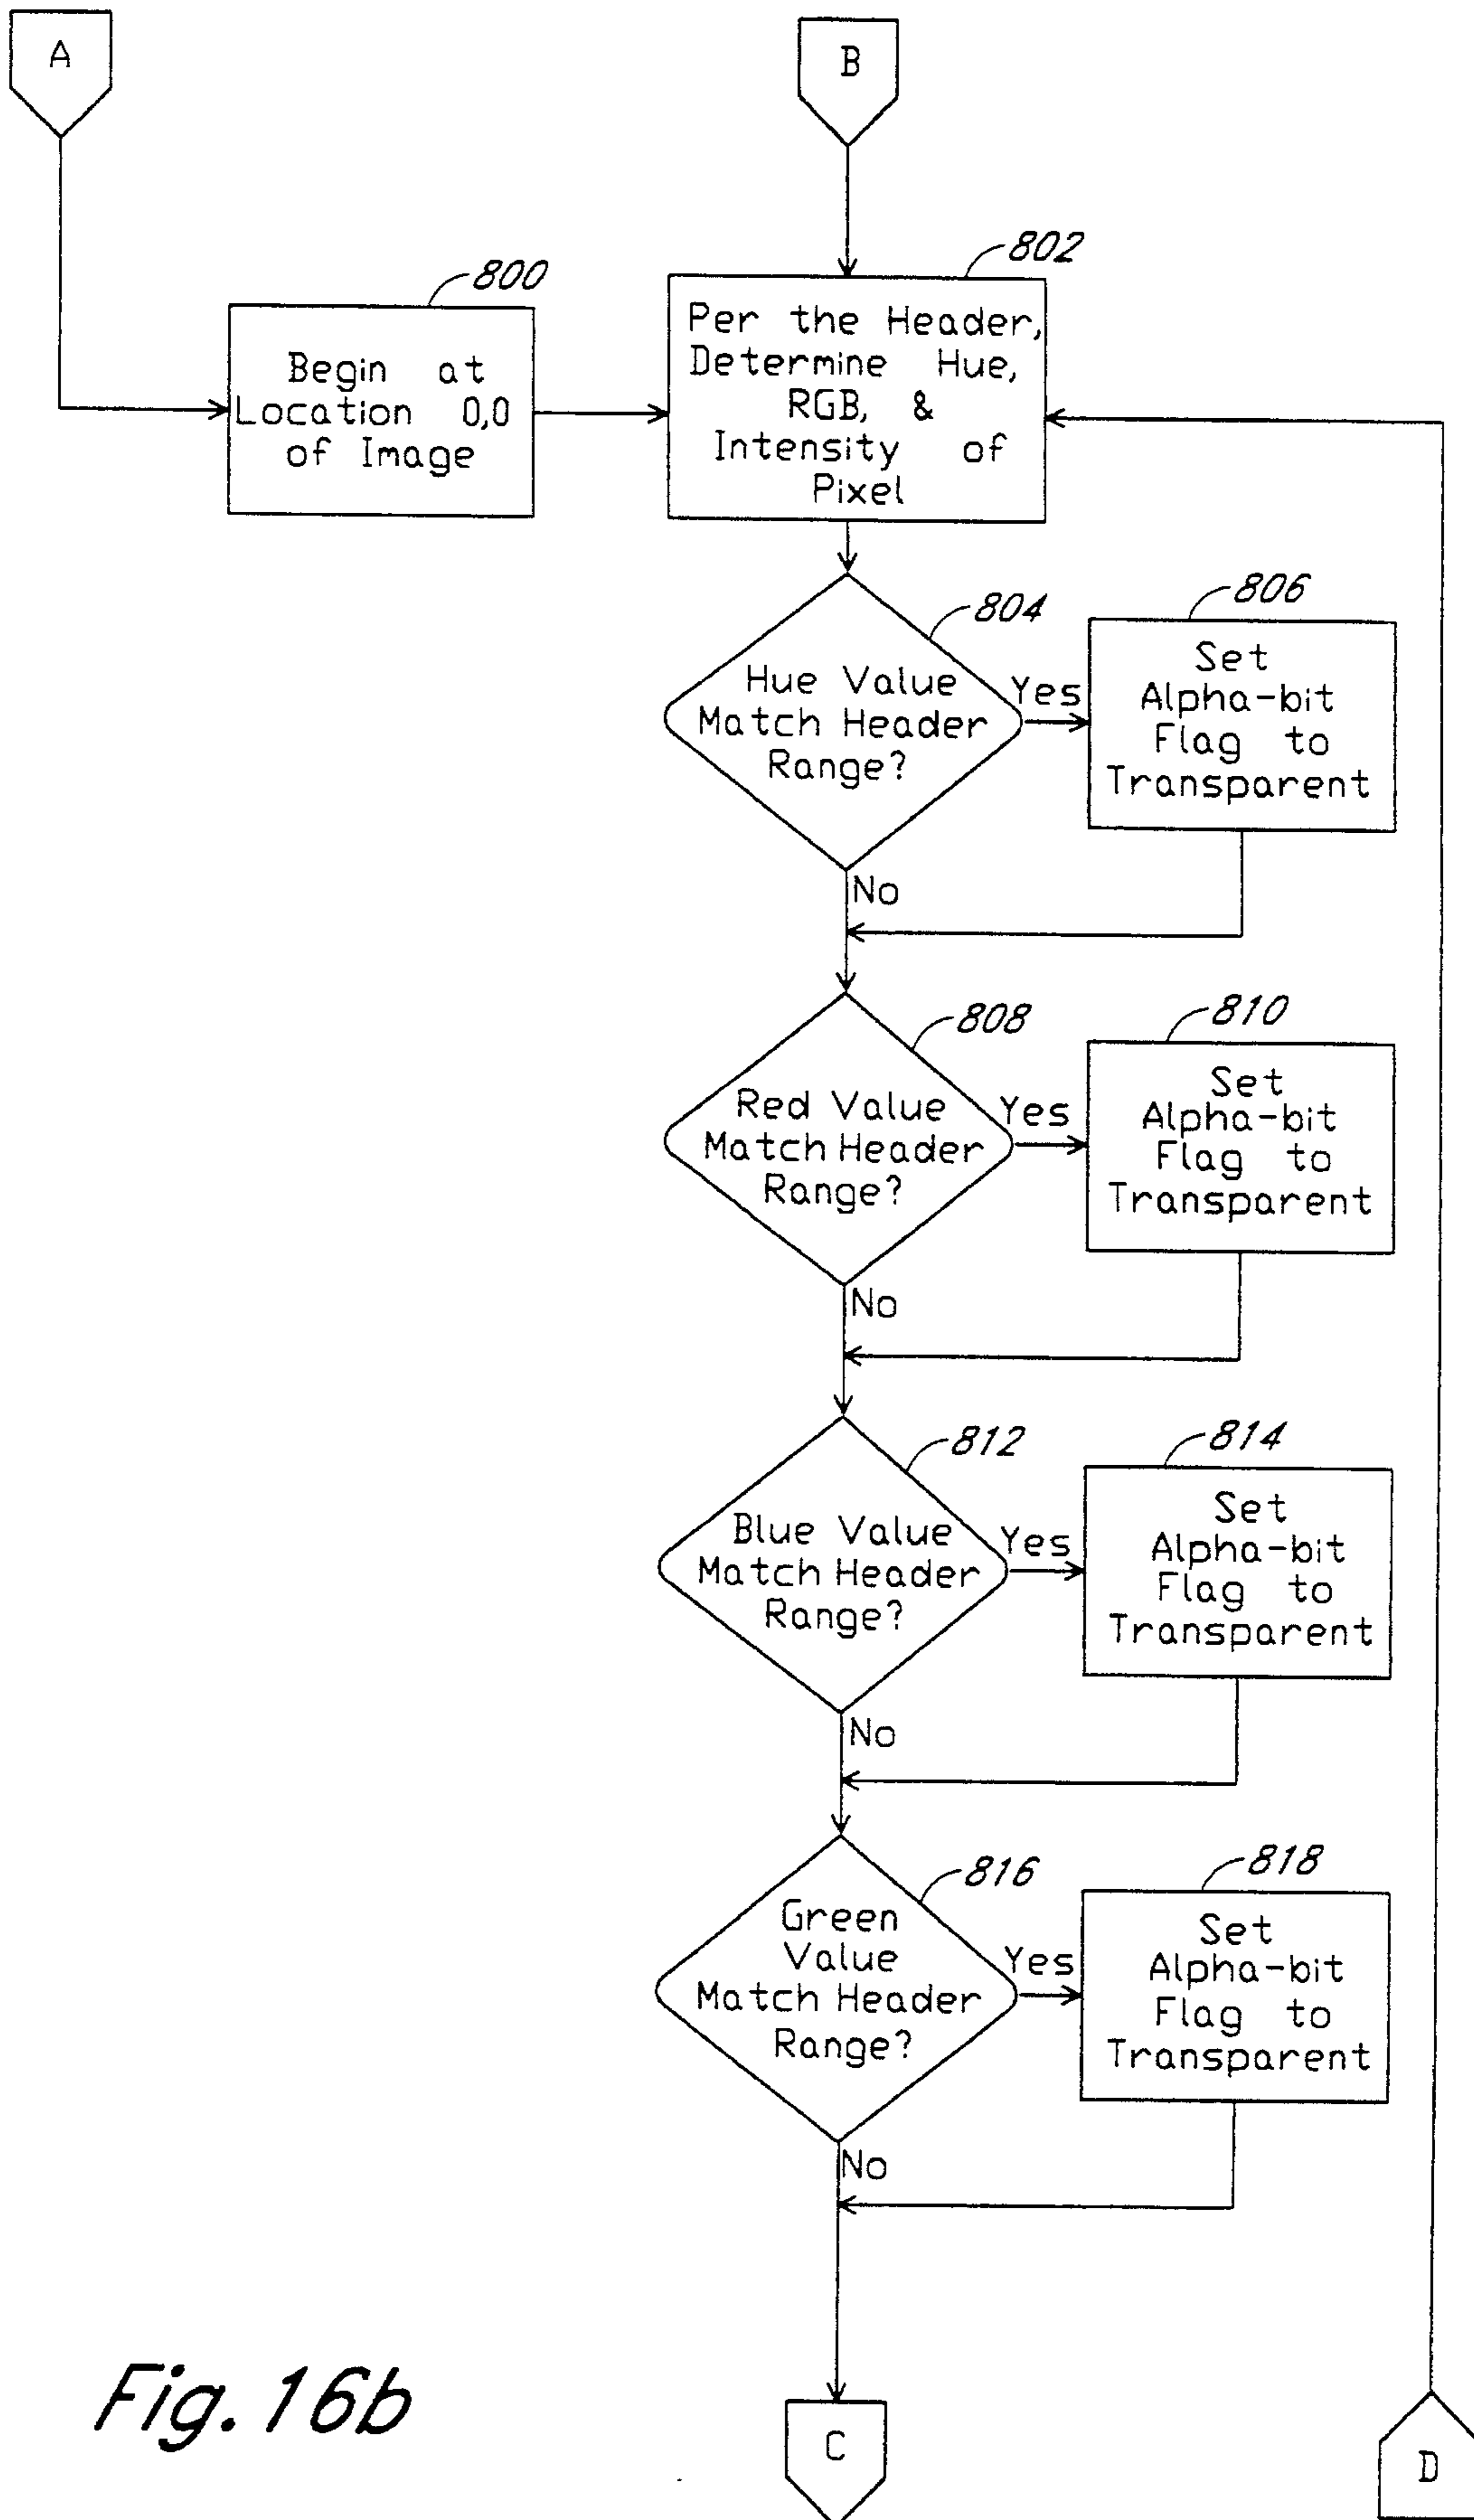 A
B
800
Begin at
Location 0,0
of Image
802
Per the Header,
Determine Hue,
RGB, &
Intensity of
Pixel
804
Hue Value
Match Header
Range?
Yes
No
806
Set
Alpha-bit
Flag to
Transparent
808
Red Value
Match Header
Range?
Yes
No
810
Set
Alpha-bit
Flag to
Transparent
812
Blue Value
Match Header
Range?
Yes
No
814
Set
Alpha-bit
Flag to
Transparent
816
Green
Value
Match Header
Range?
Yes
No
818
Set
Alpha-bit
Flag to
Transparent
C
D
Fig. 16b